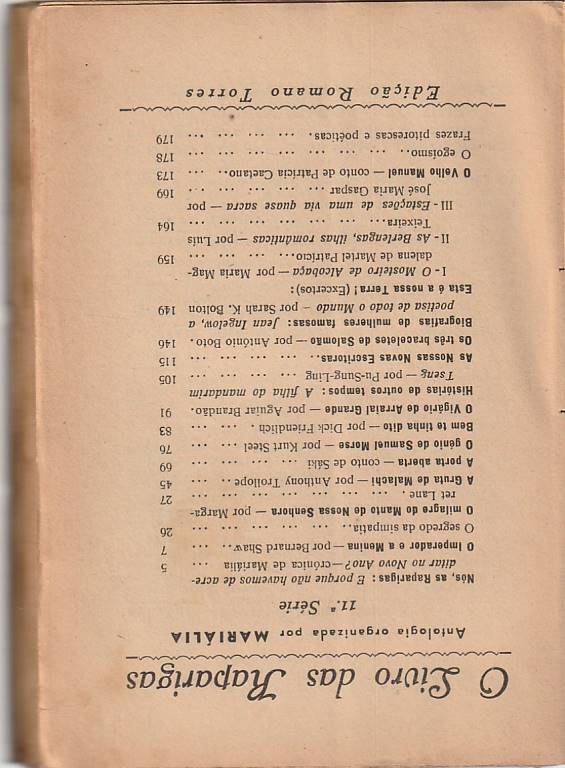 O Livro das Raparigas
Antologia organizada por MARIÁLIA
11.ª Série
Nós, as Raparigas: E porque não havemos de acre-
ditar no Novo Ano?—crónica de Mariália ... 5
O Imperador e a Menina — por Bernard Shaw.. ... ... 7
O segredo da simpatia.. ... ... ... ... ... ... 26
O milagre do Manto de Nossa Senhora — por Marga-
ret Lane . ... ... ... ... ... ... ... 27
A Gruta de Malachi — por Anthony Trollope .. ... 45
A porta aberta — conto de Sáki ... ... ... ... 69
O génio de Samuel Morse — por Kurt Steel ... ... 76
Bem te tinha dito — por Dick Friendlich . ... ... 83
O Vigário de Arraial Grande — por Aguiar Brandão. 91
Histórias de outros tempos: A filha do mandarim
Tseng — por Pu-Sung-Ling ... ... ... ... 105
As Nossas Novas Escritoras.. ... ... ... ... ... 115
Os três braceletes de Salomão — por António Boto. 146
Biografias de mulheres famosas: Jean Ingelow, a
poetisa de todo o Mundo – por Sarah K. Bolton 149
Esta é a nossa Terra! (Excertos):
I - O Mosteiro de Alcobaça — por Maria Mag-
dalena de Martel Patrício... ... ... ... 159
II - As Berlengas, ilhas românticas — por Luís
Teixeira... ... ... ... ... ... ... 164
III - Estações de uma via quase sacra — por
José Maria Gaspar ... ... ... ... ... 169
O Velho Manuel — conto de Patrícia Caetano.. ... 173
O egoísmo.. ... ... ... ... ... ... ... 178
Frazes pitorescas e poéticas. ... ... ... ... ... 179
Edição Romano Torres